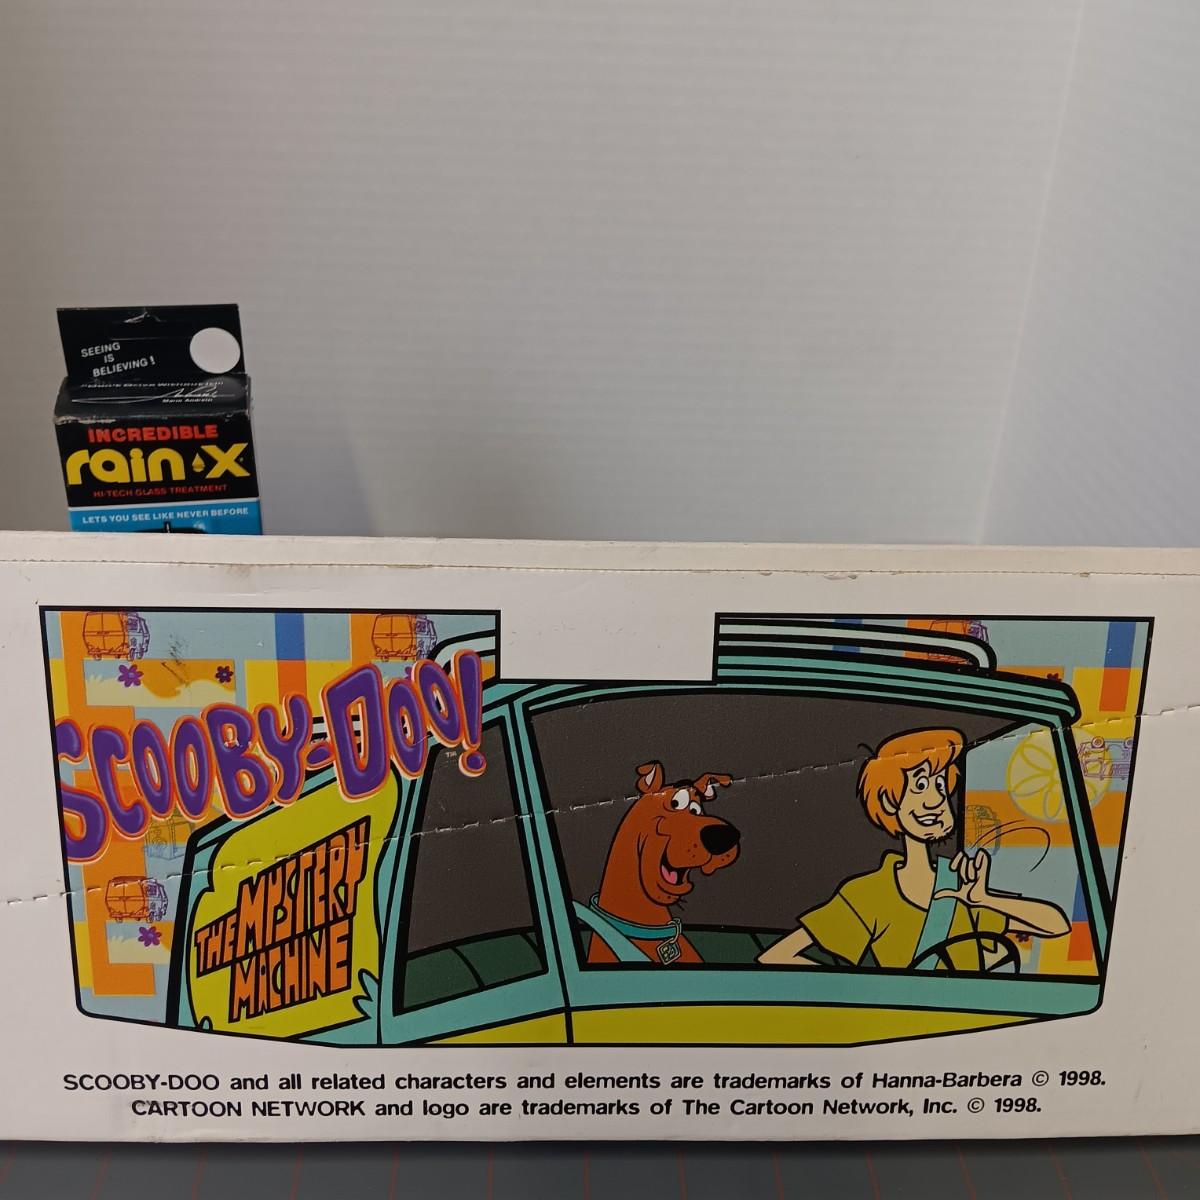 SEEING
IS
BELIEVING!
Mario Andretti
INCREDIBLE
rain·X
HI-TECH GLASS TREATMENT
LETS YOU SEE LIKE NEVER BEFORE
SCOOBY-DOO!
TM
THE MYSTERY
MACHINE
SCOOBY-DOO and all related characters and elements are trademarks of Hanna-Barbera © 1998.
CARTOON NETWORK and logo are trademarks of The Cartoon Network, Inc. © 1998.